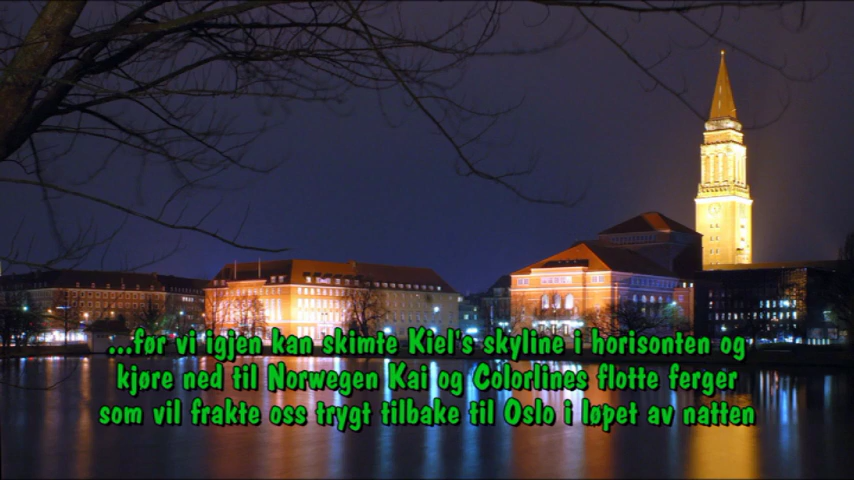 ...før vi igjen kan skimte Kiel's skyline i horisonten og
kjøre ned til Norwegen Kai og Colorlines flotte ferger
som vil frakte oss trygt tilbake til Oslo i løpet av natten